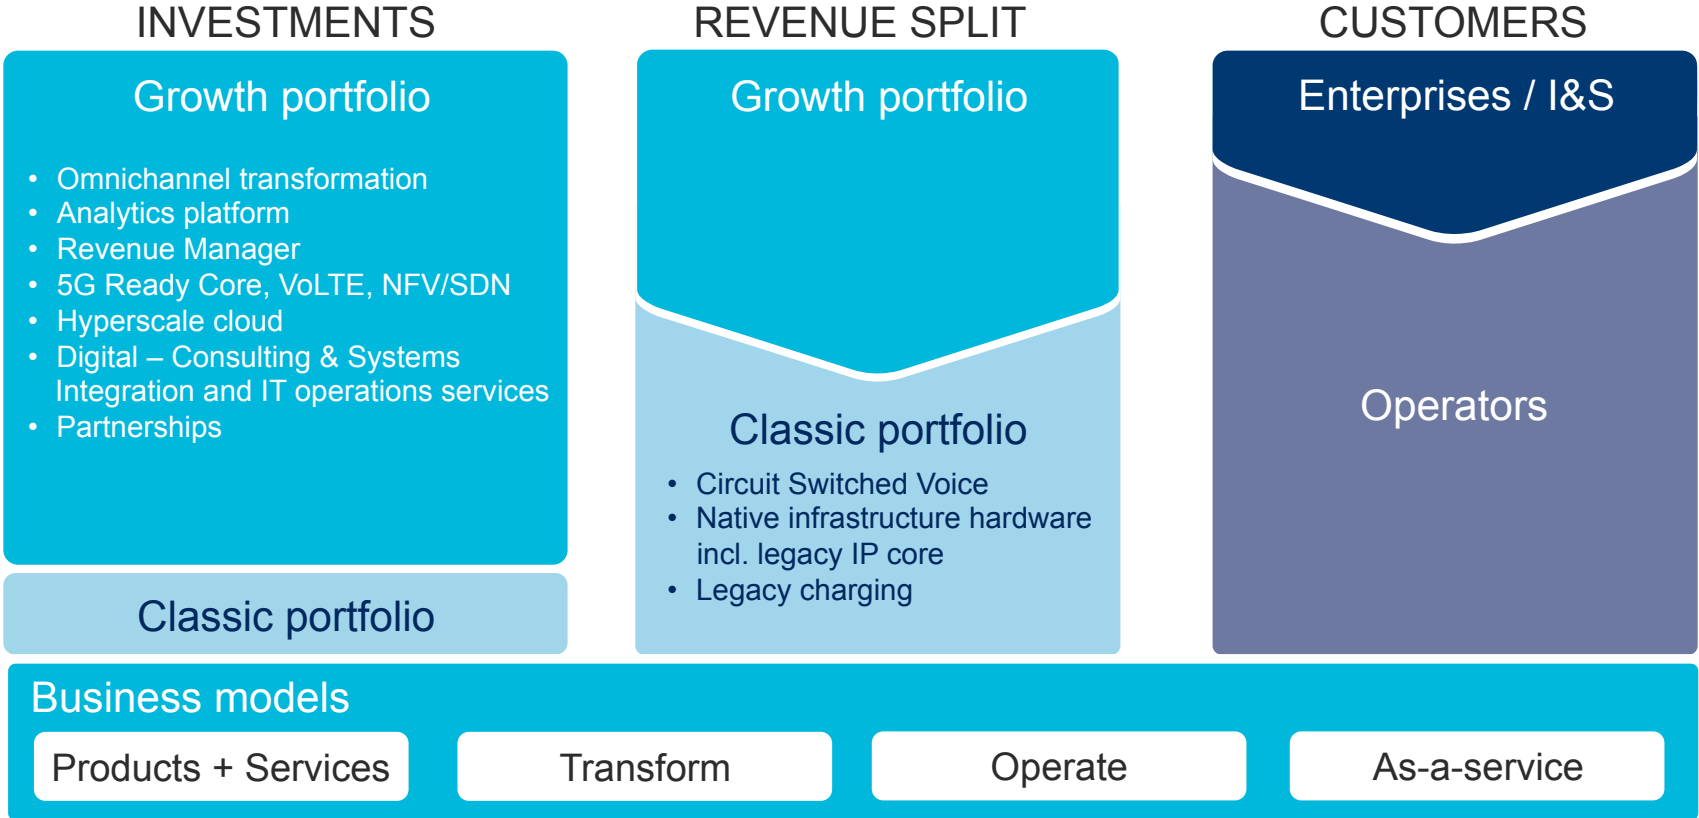 INVESTMENTS
Growth portfolio
• Omnichannel transformation
• Analytics platform
• Revenue Manager
• 5G Ready Core, VoLTE, NFV/SDN
• Hyperscale cloud
• Digital – Consulting & Systems
Integration and IT operations services
• Partnerships
Classic portfolio
REVENUE SPLIT
Growth portfolio
Classic portfolio
• Circuit Switched Voice
• Native infrastructure hardware
incl. legacy IP core
• Legacy charging
CUSTOMERS
Enterprises / I&S
Operators
Business models
Products + Services
Transform
Operate
As-a-service